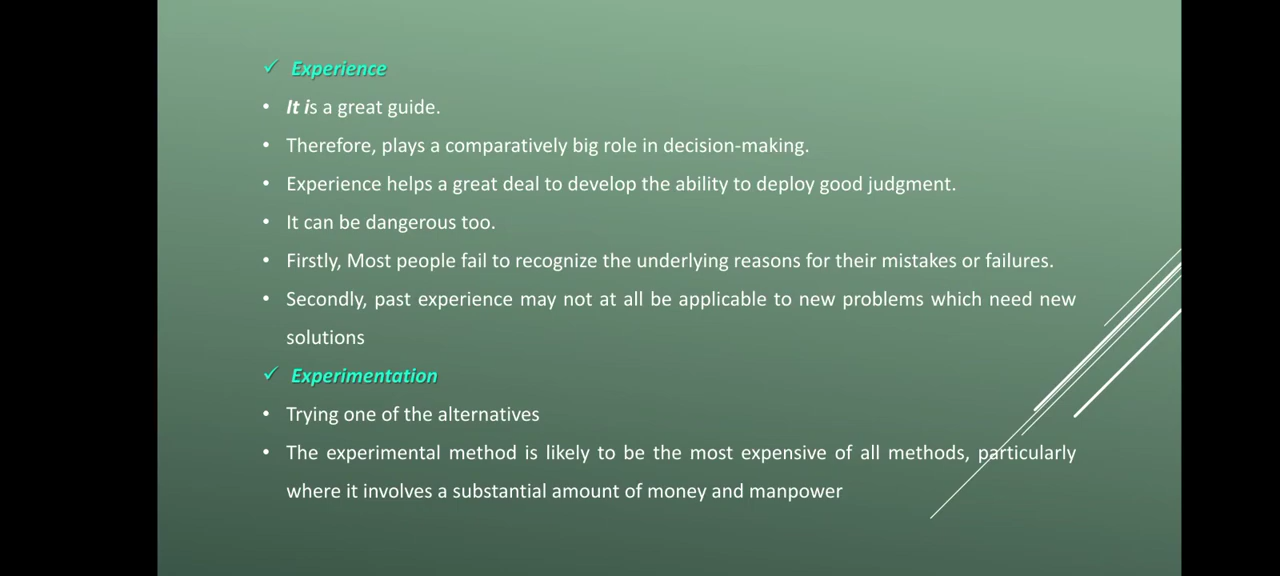 ✓ Experience
• It is a great guide.
• Therefore, plays a comparatively big role in decision-making.
• Experience helps a great deal to develop the ability to deploy good judgment.
• It can be dangerous too.
• Firstly, Most people fail to recognize the underlying reasons for their mistakes or failures.
• Secondly, past experience may not at all be applicable to new problems which need new
solutions
✓ Experimentation
• Trying one of the alternatives
• The experimental method is likely to be the most expensive of all methods, particularly
where it involves a substantial amount of money and manpower